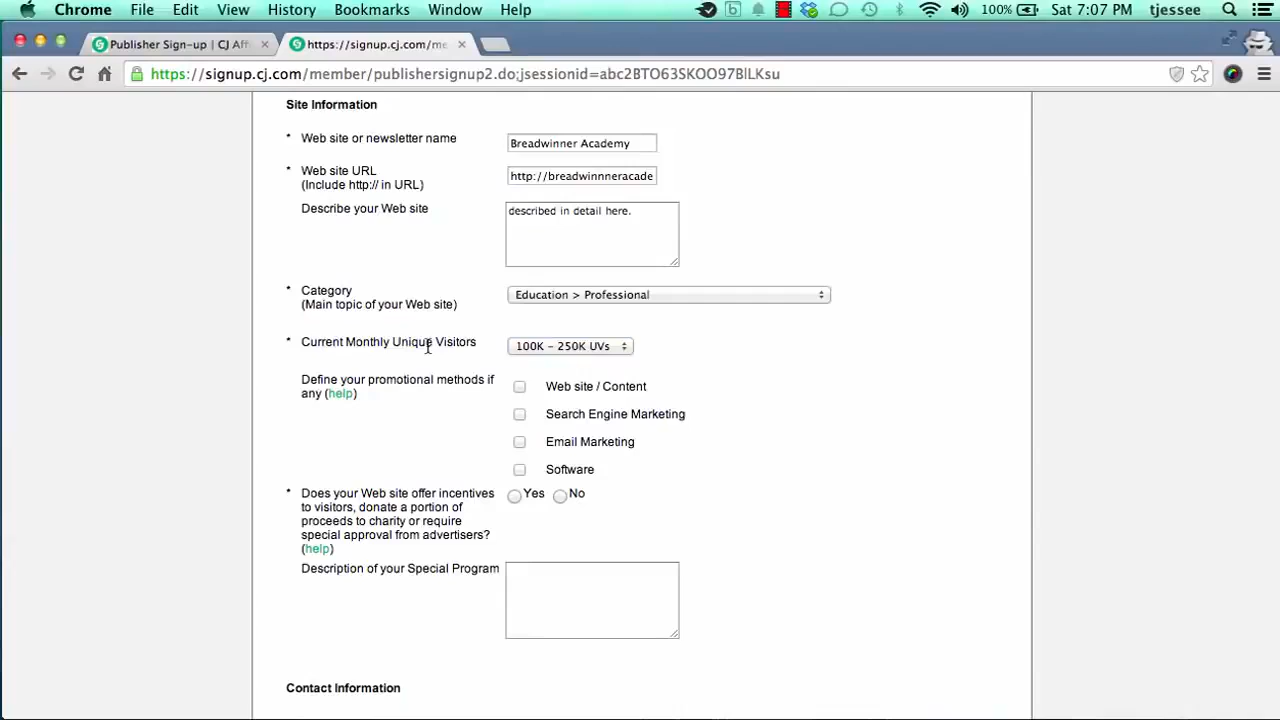 Chrome File Edit View History Bookmarks Window Help 100% Sat 7:07 PM tjessee
Publisher Sign-up | CJ Aff
https://signup.cj.com/me
https://signup.cj.com/member/publishersignup2.do;jsessionid=abc2BTO63SKOO97BlLKsu
Site Information
* Web site or newsletter name Breadwinner Academy
* Web site URL
(Include http:// in URL)
http://breadwinnneracade
Describe your Web site described in detail here.
* Category
(Main topic of your Web site)
Education > Professional
* Current Monthly Unique Visitors 100K - 250K UVs
Define your promotional methods if
any (help)
Web site / Content
Search Engine Marketing
Email Marketing
Software
* Does your Web site offer incentives
to visitors, donate a portion of
proceeds to charity or require
special approval from advertisers?
(help)
Yes No
Description of your Special Program
Contact Information